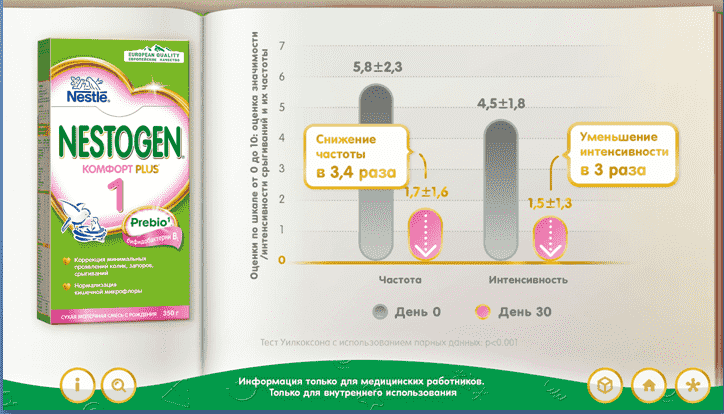 EUROPEAN QUALITY
ЕВРОПЕЙСКОЕ КАЧЕСТВО
Nestlé
NESTOGEN
КОМФОРТ PLUS
1
Prebio1
бифидобактерии B
Коррекция минимальных
проявлений колик, запоров,
срыгиваний
Нормализация
кишечной микрофлоры
СУХАЯ МОЛОЧНАЯ СМЕСЬ С РОЖДЕНИЯ
350 г
Оценки по шкале от 0 до 10: оценка значимости
/интенсивности срыгиваний и их частоты
7
6
5
4
3
2
1
0
5,8±2,3
4,5±1,8
Снижение
частоты
в 3,4 раза
1,7±1,6
Уменьшение
интенсивности
в 3 раза
1,5±1,3
Частота
Интенсивность
День 0
День 30
Тест Уилкоксона с использованием парных данных: p<0.001
Информация только для медицинских работников.
Только для внутреннего использования